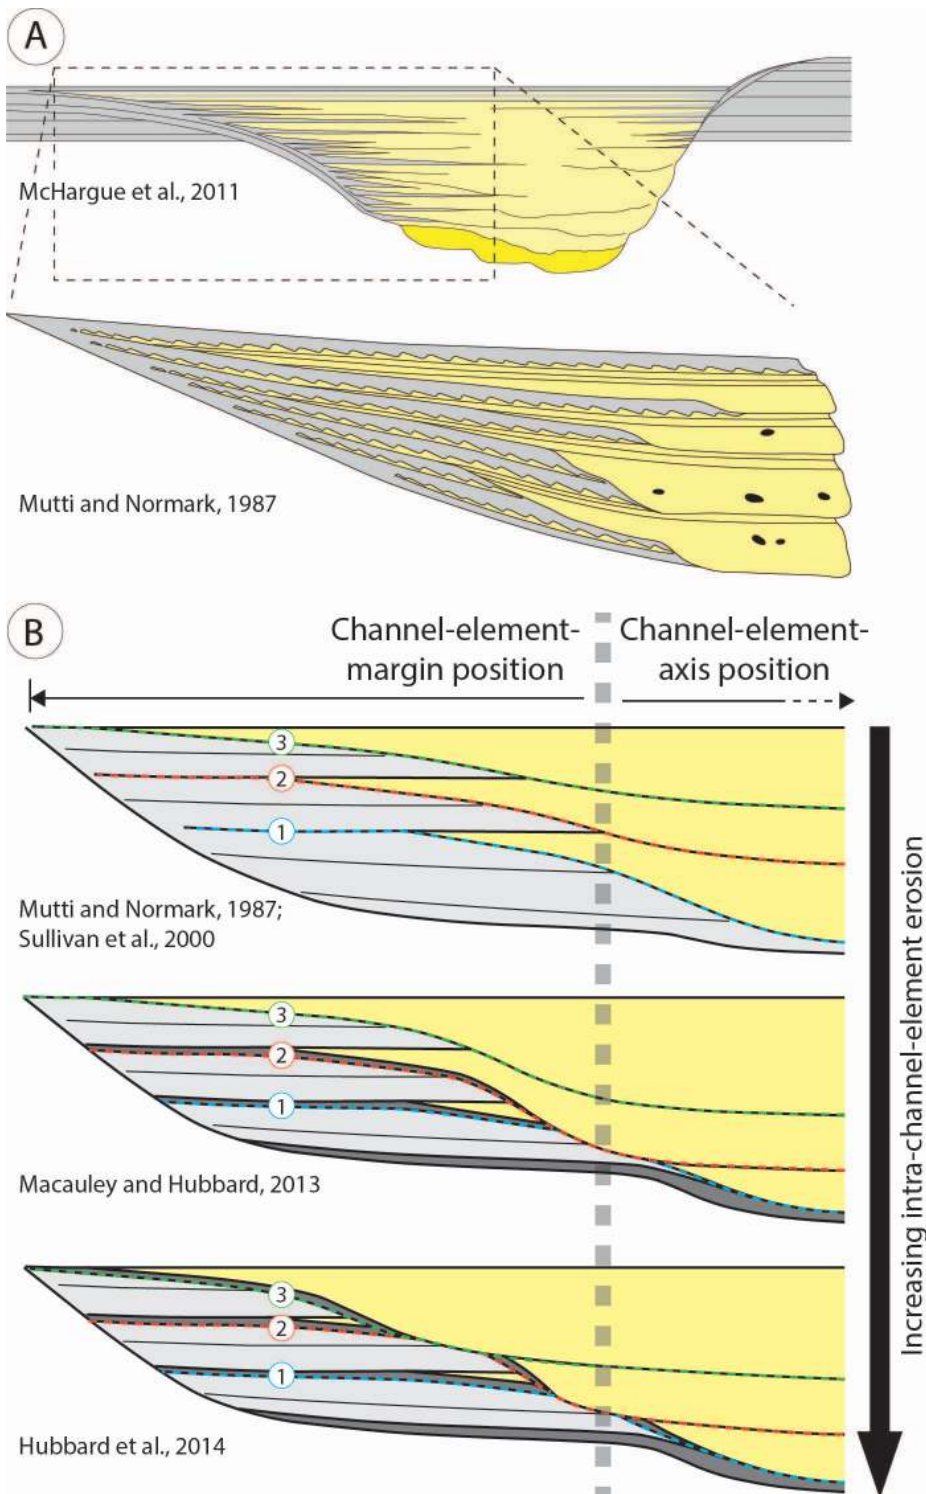 A
McHargue et al., 2011
Mutti and Normark, 1987
B
Channel-element-
margin position
Channel-element-
axis position
3
2
1
Mutti and Normark, 1987;
Sullivan et al., 2000
3
2
1
Macauley and Hubbard, 2013
3
2
1
Hubbard et al., 2014
Increasing intra-channel-element erosion